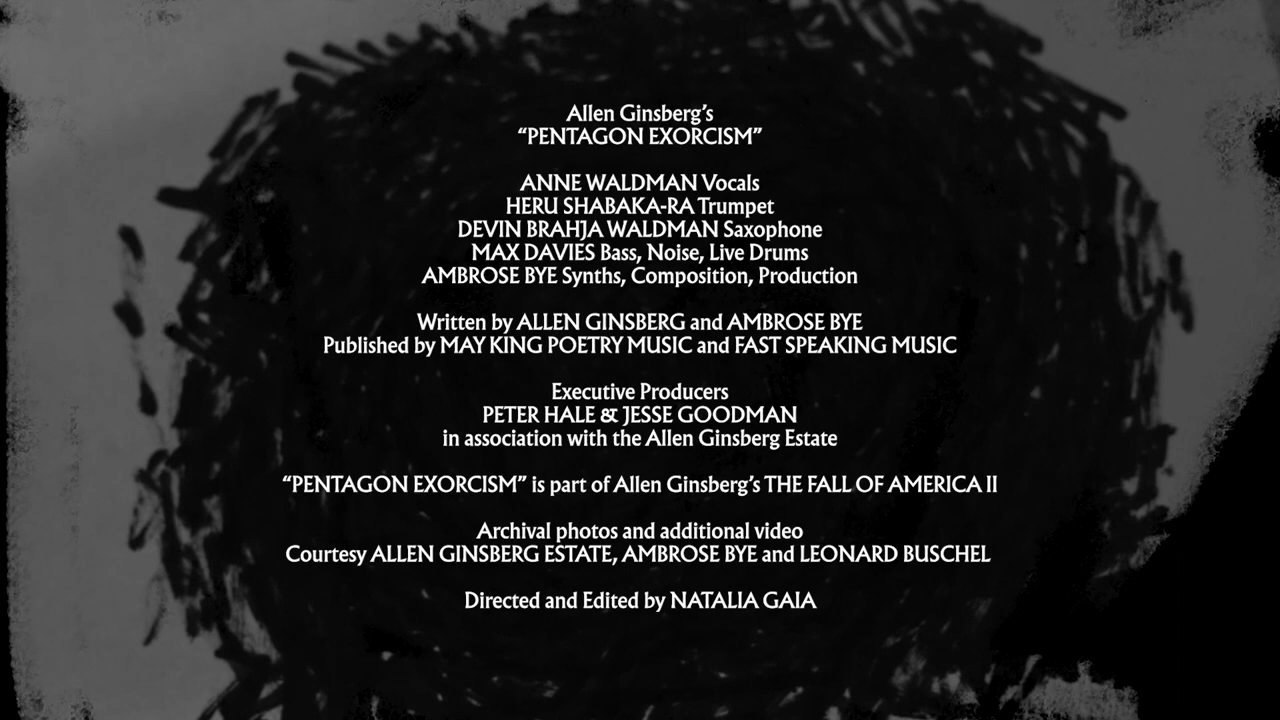 Allen Ginsberg’s
“PENTAGON EXORCISM”
ANNE WALDMAN Vocals
HERU SHABAKA-RA Trumpet
DEVIN BRAHJA WALDMAN Saxophone
MAX DAVIES Bass, Noise, Live Drums
AMBROSE BYE Synths, Composition, Production
Written by ALLEN GINSBERG and AMBROSE BYE
Published by MAY KING POETRY MUSIC and FAST SPEAKING MUSIC
Executive Producers
PETER HALE & JESSE GOODMAN
in association with the Allen Ginsberg Estate
“PENTAGON EXORCISM” is part of Allen Ginsberg’s THE FALL OF AMERICA II
Archival photos and additional video
Courtesy ALLEN GINSBERG ESTATE, AMBROSE BYE and LEONARD BUSCHEL
Directed and Edited by NATALIA GAIA